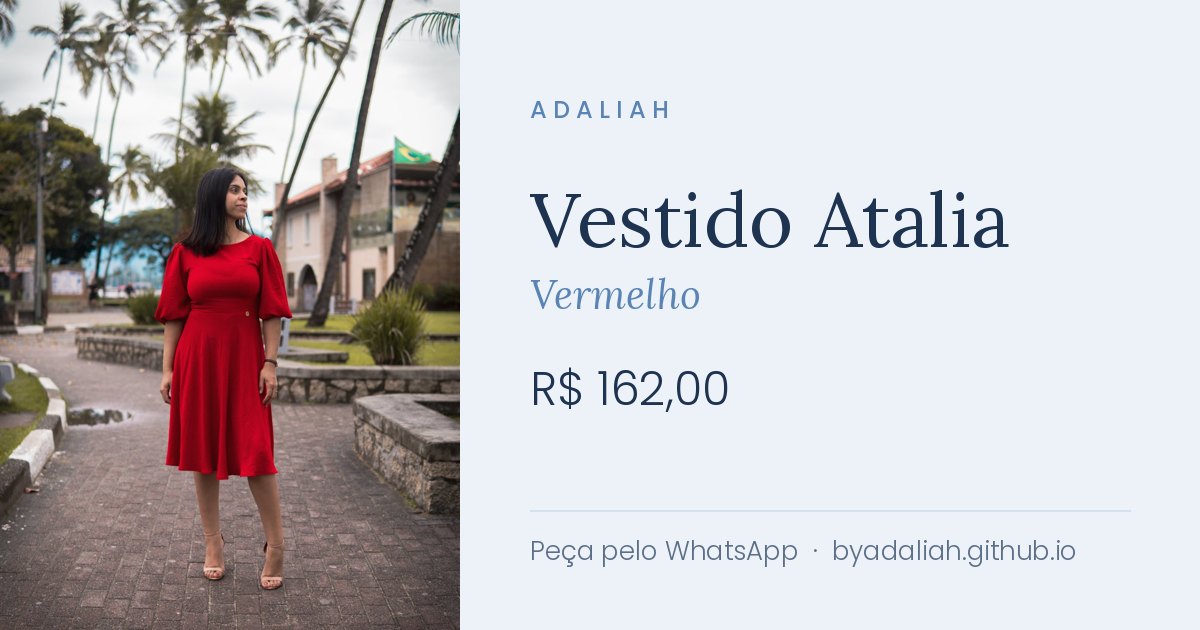 ADALIAH
Vestido Atalia
Vermelho
R$ 162,00
Peça pelo WhatsApp · byadaliah.github.io